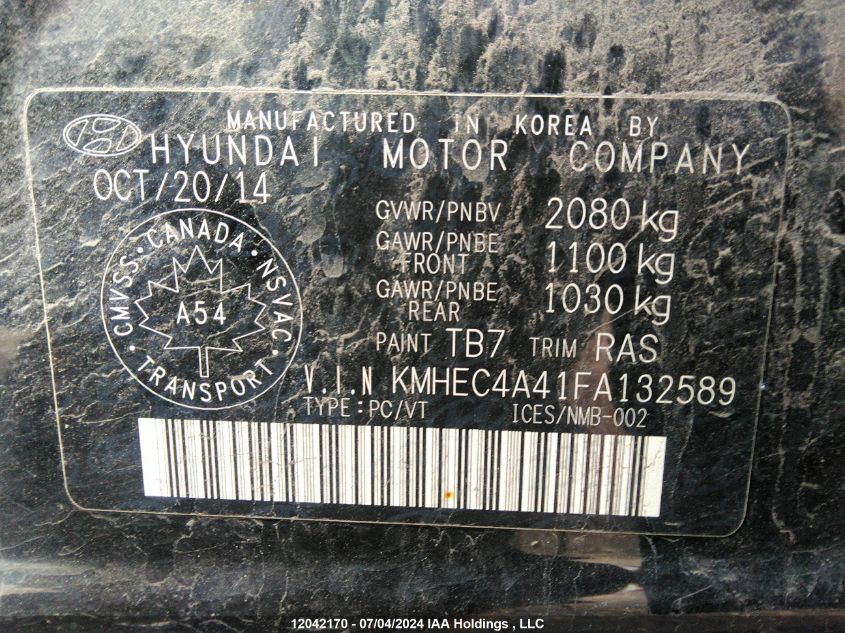 MANUFACTURED IN KOREA BY
HYUNDAI MOTOR COMPANY
OCT/20/14
GVWR/PNBV 2080 kg
GAWR/PNBE FRONT 1100 kg
GAWR/PNBE REAR 1030 kg
PAINT TB7 TRIM RAS
CMVSS·CANADA·NSVAC
A54
TRANSPORT
V.I.N KMHEC4A41FA132589
TYPE:PC/VT ICES/NMB-002
12042170 - 07/04/2024 IAA Holdings , LLC